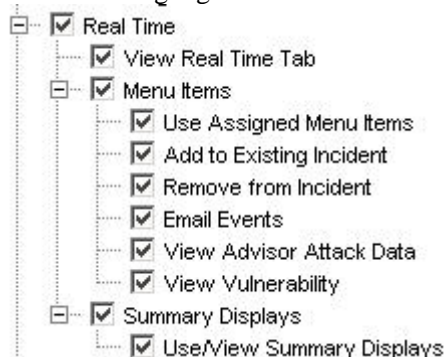 Real Time
View Real Time Tab
Menu Items
Use Assigned Menu Items
Add to Existing Incident
Remove from Incident
Email Events
View Advisor Attack Data
View Vulnerability
Summary Displays
Use/View Summary Displays